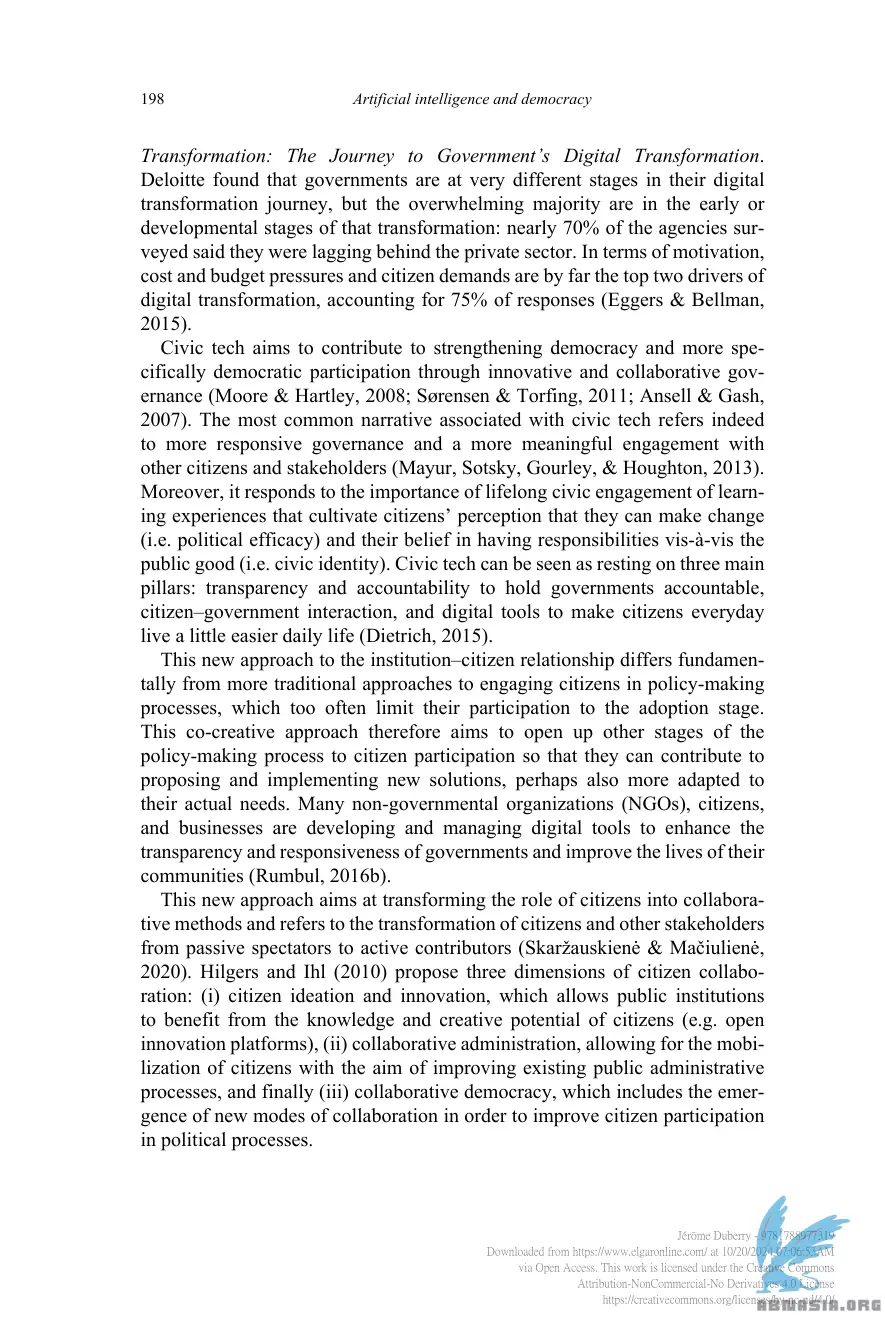 198
Artificial intelligence and democracy
Transformation: The Journey to Government's Digital Transformation.
Deloitte found that governments are at very different stages in their digital
transformation journey, but the overwhelming majority are in the early or
developmental stages of that transformation: nearly 70% of the agencies sur-
veyed said they were lagging behind the private sector. In terms of motivation,
cost and budget pressures and citizen demands are by far the top two drivers of
digital transformation, accounting for 75% of responses (Eggers & Bellman,
2015).
Civic tech aims to contribute to strengthening democracy and more spe-
cifically democratic participation through innovative and collaborative gov-
ernance (Moore & Hartley, 2008; Sørensen & Torfing, 2011; Ansell & Gash,
2007). The most common narrative associated with civic tech refers indeed
to more responsive governance and a more meaningful engagement with
other citizens and stakeholders (Mayur, Sotsky, Gourley, & Houghton, 2013).
Moreover, it responds to the importance of lifelong civic engagement of learn-
ing experiences that cultivate citizens' perception that they can make change
(i.e. political efficacy) and their belief in having responsibilities vis-à-vis the
public good (i.e. civic identity). Civic tech can be seen as resting on three main
pillars: transparency and accountability to hold governments accountable,
citizen–government interaction, and digital tools to make citizens everyday
live a little easier daily life (Dietrich, 2015).
This new approach to the institution–citizen relationship differs fundamen-
tally from more traditional approaches to engaging citizens in policy-making
processes, which too often limit their participation to the adoption stage.
This co-creative approach therefore aims to open up other stages of the
policy-making process to citizen participation so that they can contribute to
proposing and implementing new solutions, perhaps also more adapted to
their actual needs. Many non-governmental organizations (NGOs), citizens,
and businesses are developing and managing digital tools to enhance the
transparency and responsiveness of governments and improve the lives of their
communities (Rumbul, 2016b).
This new approach aims at transforming the role of citizens into collabora-
tive methods and refers to the transformation of citizens and other stakeholders
from passive spectators to active contributors (Skaržauskienė & Mačiulienė,
2020). Hilgers and Ihl (2010) propose three dimensions of citizen collabo-
ration: (i) citizen ideation and innovation, which allows public institutions
to benefit from the knowledge and creative potential of citizens (e.g. open
innovation platforms), (ii) collaborative administration, allowing for the mobi-
lization of citizens with the aim of improving existing public administrative
processes, and finally (iii) collaborative democracy, which includes the emer-
gence of new modes of collaboration in order to improve citizen participation
in political processes.
Jérôme Duberry - 9781788977319
Downloaded from https://www.elgaronline.com/ at 10/20/2024 07:06:53AM
via Open Access. This work is licensed under the Creative Commons
Attribution-NonCommercial-No Derivatives 4.0 License
https://creativecommons.org/licenses/by-nc-nd/4.0/
ABNASIA.ORG